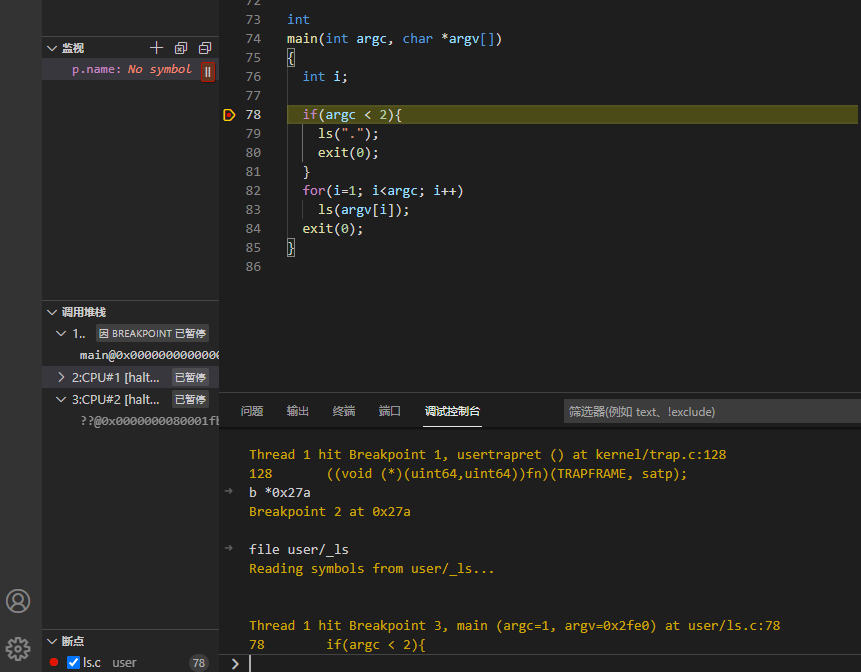 监视
p.name: No symbol
调用堆栈
1.. 因 BREAKPOINT 已暂停
main@0x0000000000000
2:CPU#1 [halt... 已暂停
3:CPU#2 [halt... 已暂停
??@0x0000000080001fb
断点
ls.c user 78
72
73 int
74 main(int argc, char *argv[])
75 {
76 int i;
77
78 if(argc < 2){
79 ls(".");
80 exit(0);
81 }
82 for(i=1; i<argc; i++)
83 ls(argv[i]);
84 exit(0);
85 }
86
问题 输出 终端 端口 调试控制台 筛选器(例如 text、!exclude)
Thread 1 hit Breakpoint 1, usertrapret () at kernel/trap.c:128
128 ((void (*)(uint64,uint64))fn)(TRAPFRAME, satp);
b *0x27a
Breakpoint 2 at 0x27a
file user/_ls
Reading symbols from user/_ls...
Thread 1 hit Breakpoint 3, main (argc=1, argv=0x2fe0) at user/ls.c:78
78 if(argc < 2){